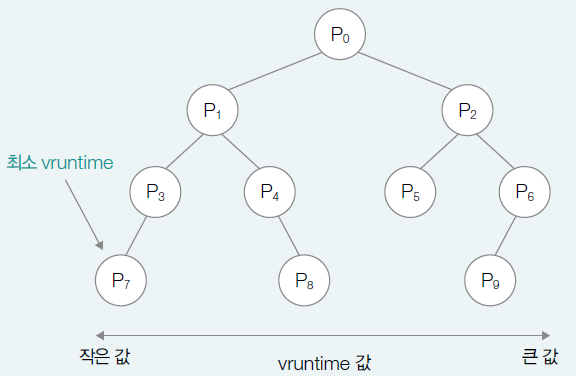 P₀
P₁
P₂
최소 vruntime
P₃
P₄
P₅
P₆
P₇
P₈
P₉
작은 값
vruntime 값
큰 값